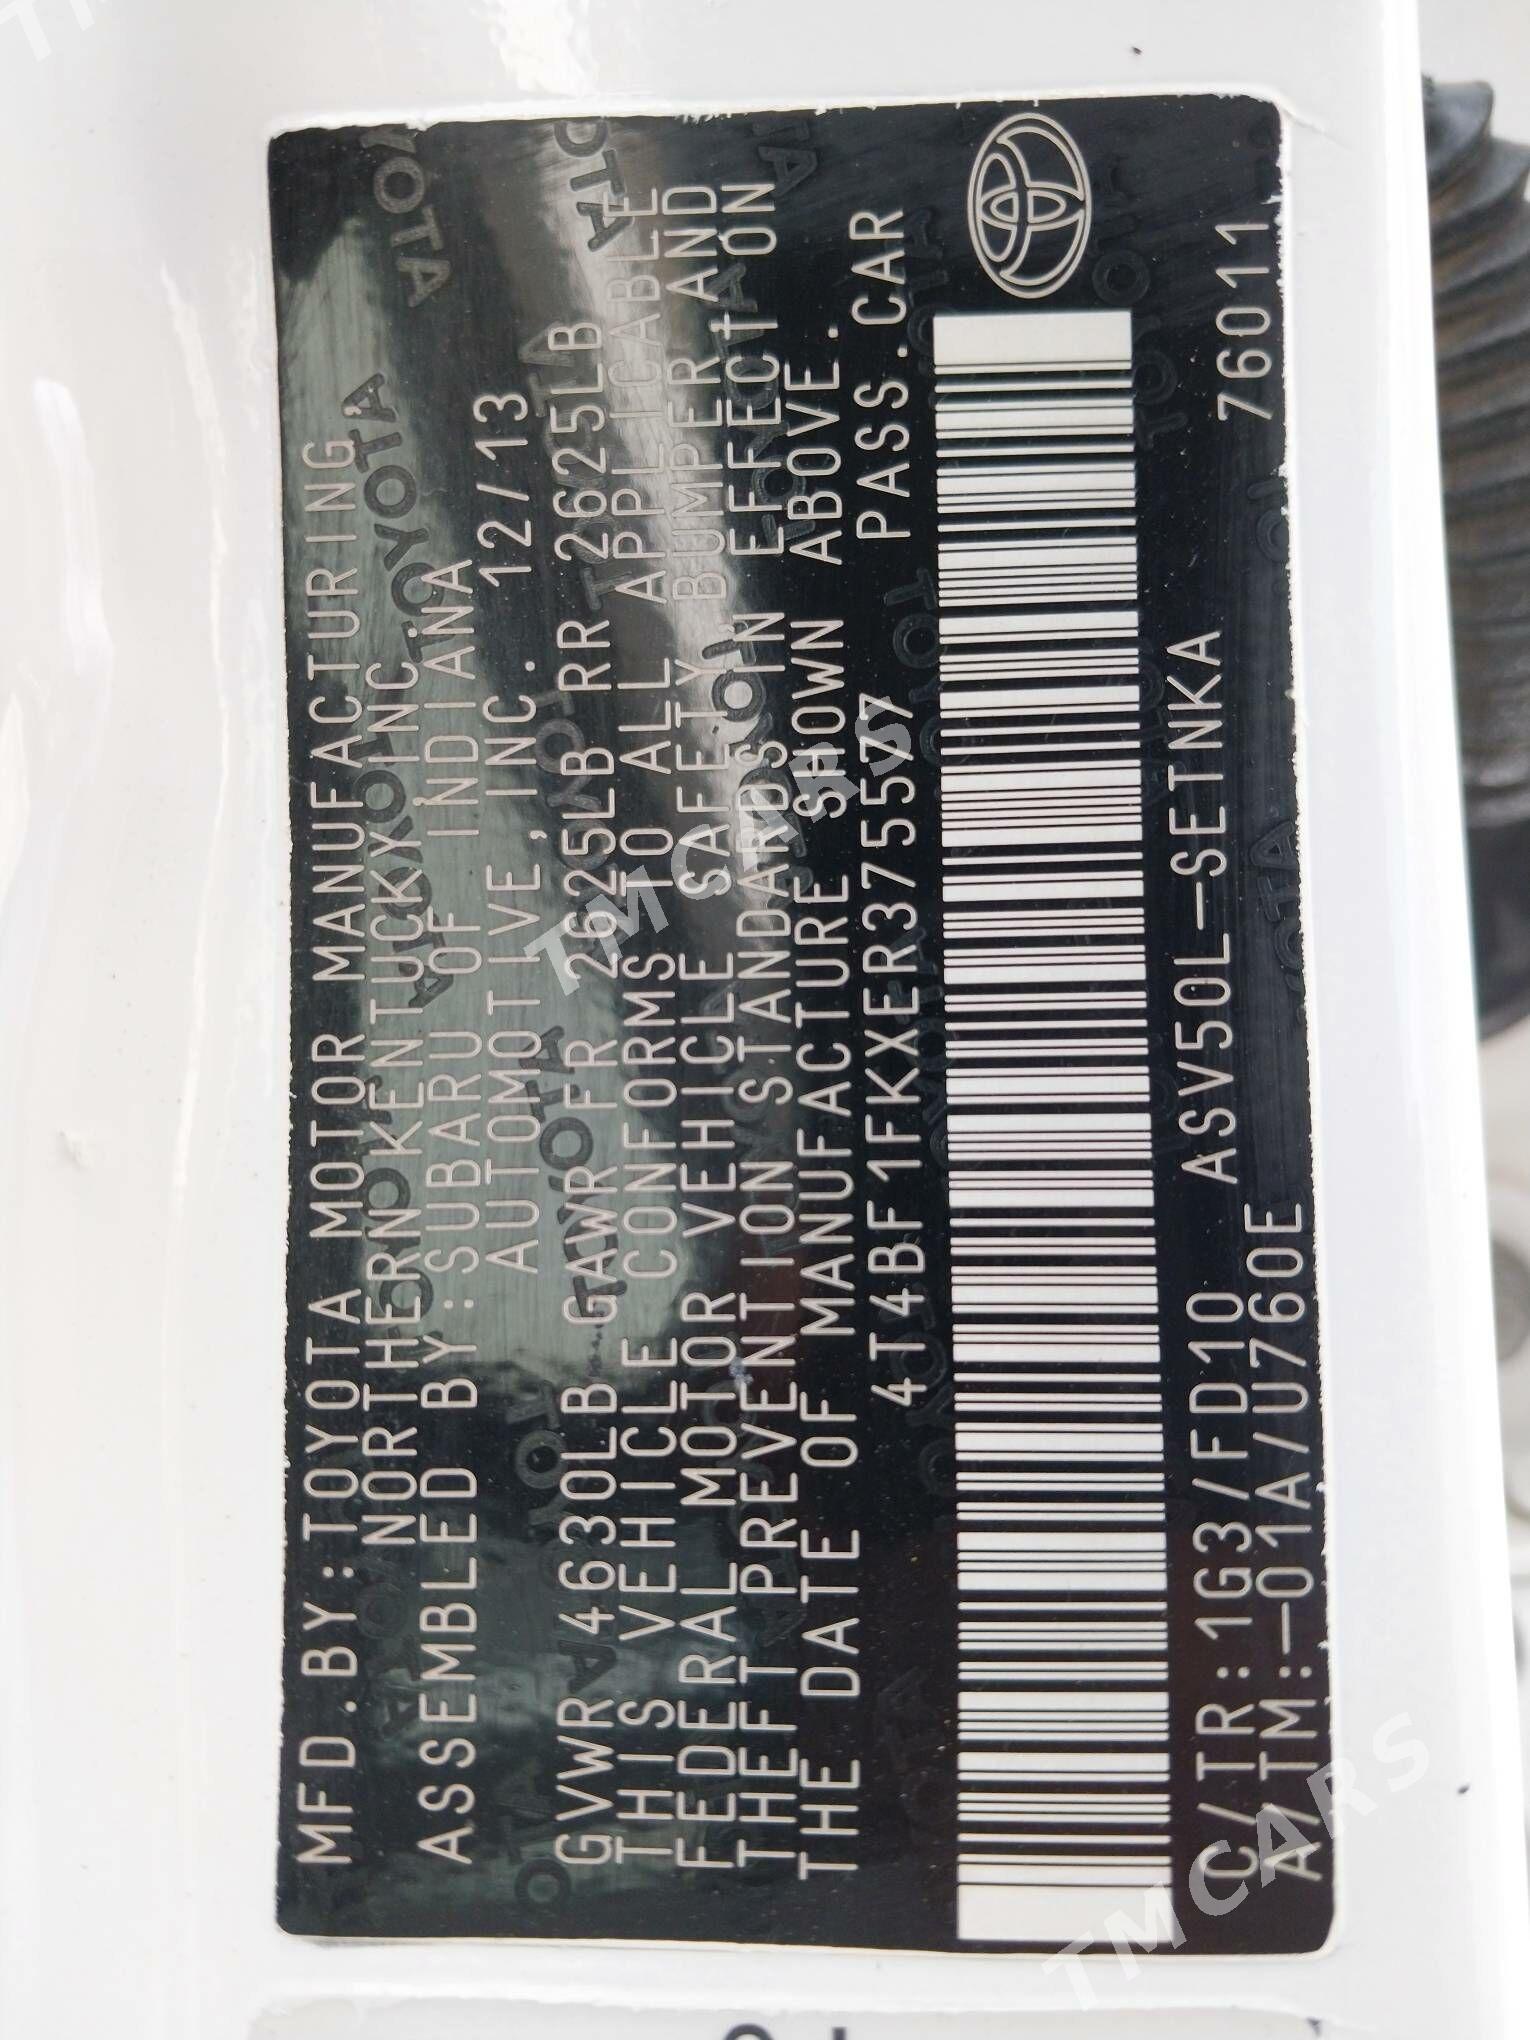 MFD.BY:TOYOTA MOTOR MANUFACTURING
NORTHERN KENTUCKY,INC.
ASSEMBLED BY:SUBARU OF INDIANA
AUTOMOTIVE,INC. 12/13
GVWR 4630LB GAWR FR 2625LB RR 2625LB
THIS VEHICLE CONFORMS TO ALL APPLICABLE
FEDERAL MOTOR VEHICLE SAFETY,BUMPER AND
THEFT PREVENTION STANDARDS IN EFFECT ON
THE DATE OF MANUFACTURE SHOWN ABOVE.
4T4BF1FKXER375577 PASS.CAR
C/TR:1G3/FD10 ASV50L-SETNKA 76011
A/TM:-01A/U760E
TMCARS
TMCARS